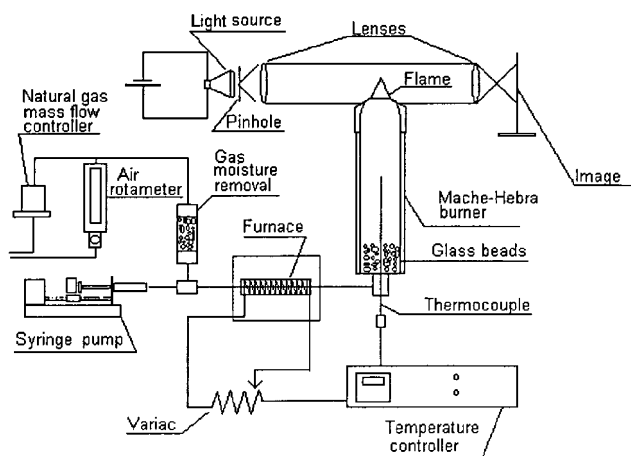 Light source
Lenses
Flame
Natural gas
mass flow
controller
Pinhole
Image
Air
rotameter
Gas
moisture
removal
Mache-Hebra
burner
Furnace
Glass beads
Thermocouple
Syringe pump
Variac
Temperature
controller